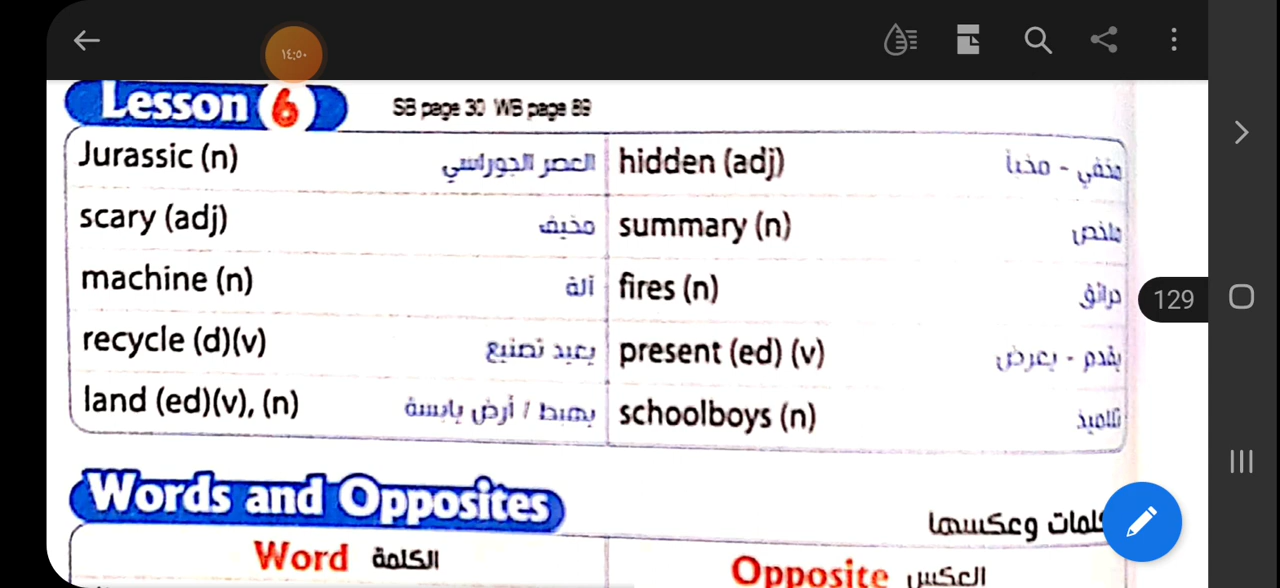 ١٤:٥٠
Lesson 6 SB page 30 WB page 89
Jurassic (n) العصر الجوراسي hidden (adj) مخفي - مخبأ
scary (adj) مخيف summary (n) ملخص
machine (n) آلة fires (n) حرائق
recycle (d)(v) يعيد تصنيع present (ed) (v) يقدم - يعرض
land (ed)(v), (n) يهبط / أرض يابسة schoolboys (n) تلاميذ
129
Words and Opposites كلمات وعكسها
Word الكلمة Opposite العكس